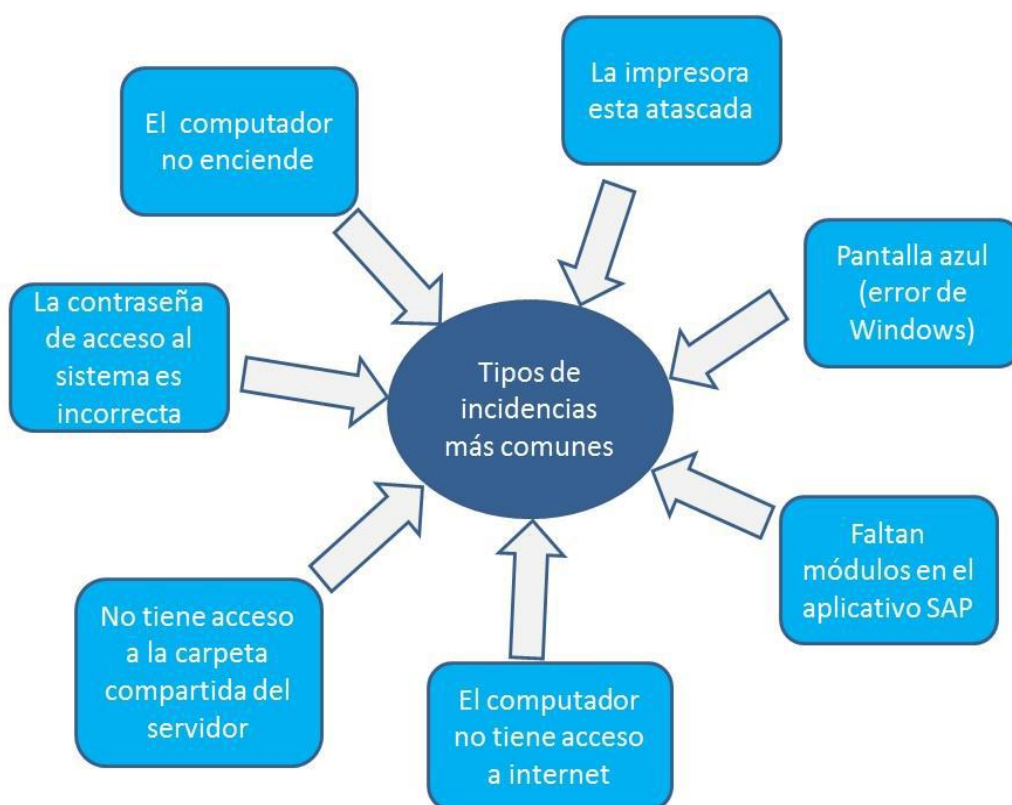 La impresora
esta atascada
El computador
no enciende
Pantalla azul
(error de
Windows)
La contraseña
de acceso al
sistema es
incorrecta
Tipos de
incidencias
más comunes
Faltan
módulos en el
aplicativo SAP
No tiene acceso
a la carpeta
compartida del
servidor
El computador
no tiene acceso
a internet